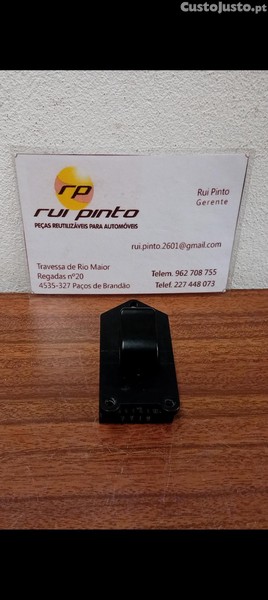 CustoJusto.pt
rp
rui pinto
PEÇAS REUTILIZÁVEIS PARA AUTOMÓVEIS
Rui Pinto
Gerente
rui.pinto.2601@gmail.com
Travessa de Rio Maior
Regadas nº20
4535-327 Paços de Brandão
Telem. 962 708 755
Telef. 227 448 073